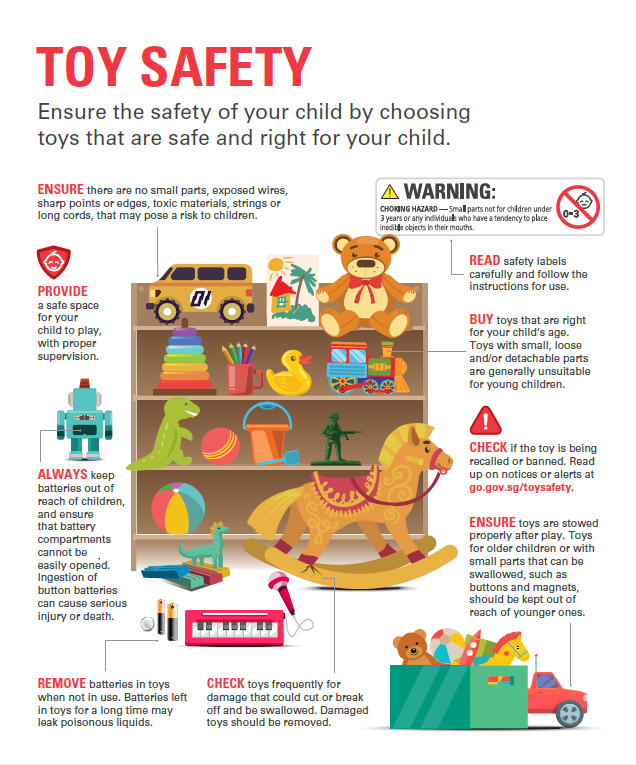 TOY SAFETY
Ensure the safety of your child by choosing
toys that are safe and right for your child.
ENSURE there are no small parts, exposed wires,
sharp points or edges, toxic materials, strings or
long cords, that may pose a risk to children.
WARNING:
CHOKING HAZARD — Small parts not for children under
3 years or any individuals who have a tendency to place
inedible objects in their mouths.
0-3
PROVIDE
a safe space
for your
child to play,
with proper
supervision.
READ safety labels
carefully and follow the
instructions for use.
BUY toys that are right
for your child's age.
Toys with small, loose
and/or detachable parts
are generally unsuitable
for young children.
01
CHECK if the toy is being
recalled or banned. Read
up on notices or alerts at
go.gov.sg/toysafety.
ALWAYS keep
batteries out of
reach of children,
and ensure
that battery
compartments
cannot be
easily opened.
Ingestion of
button batteries
can cause serious
injury or death.
ENSURE toys are stowed
properly after play. Toys
for older children or with
small parts that can be
swallowed, such as
buttons and magnets,
should be kept out of
reach of younger ones.
REMOVE batteries in toys
when not in use. Batteries left
in toys for a long time may
leak poisonous liquids.
CHECK toys frequently for
damage that could cut or break
off and be swallowed. Damaged
toys should be removed.